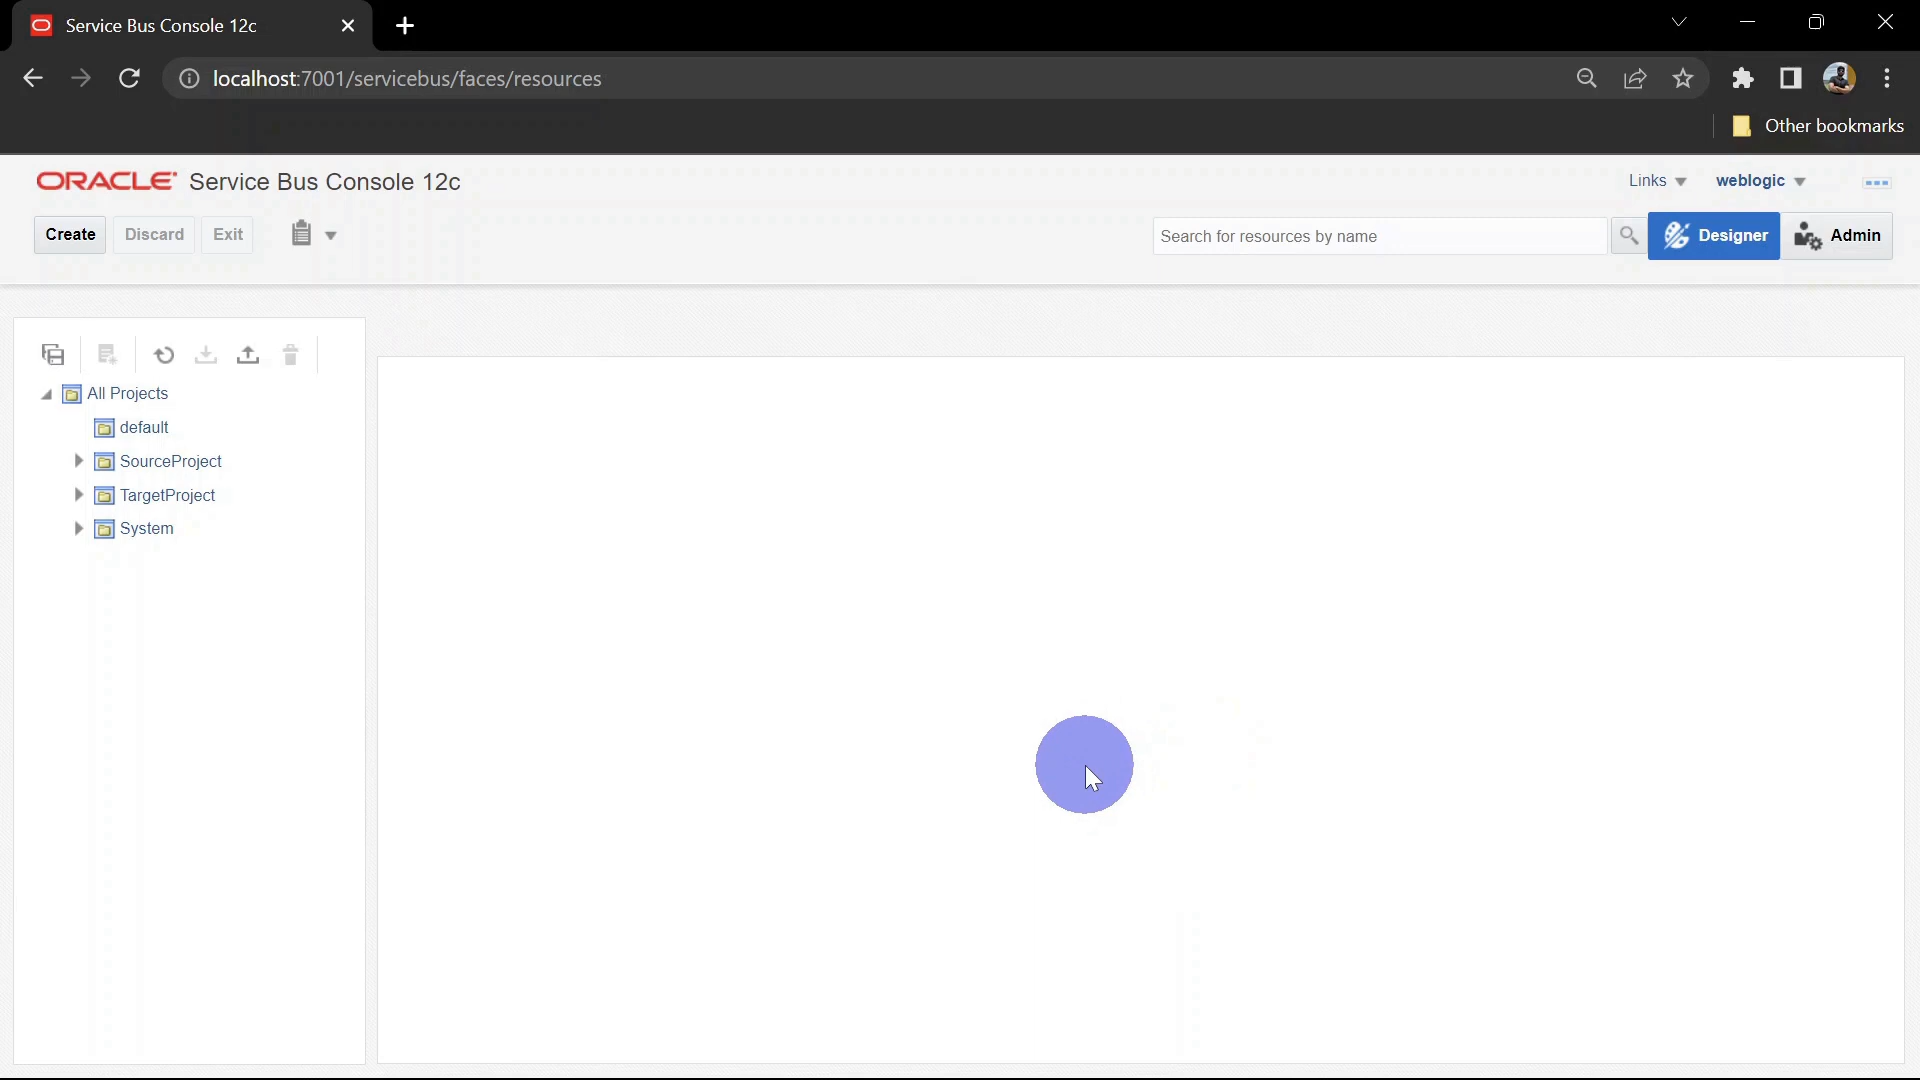 Service Bus Console 12c
localhost:7001/servicebus/faces/resources
Other bookmarks
ORACLE Service Bus Console 12c
Links weblogic
Create Discard Exit Search for resources by name Designer Admin
All Projects
default
SourceProject
TargetProject
System